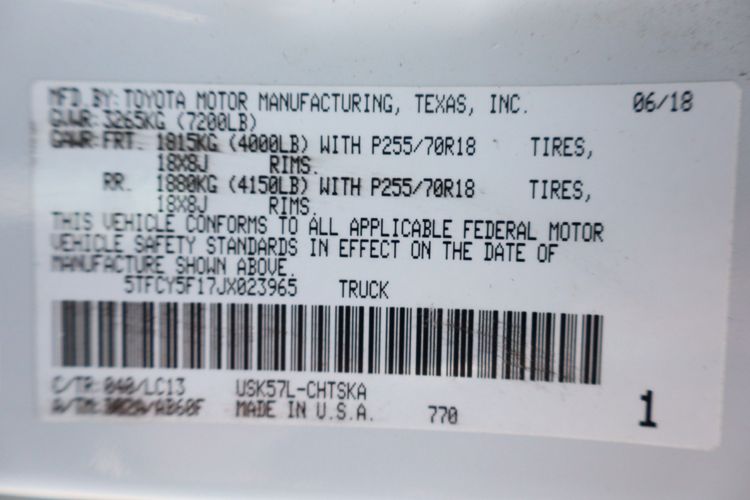 MFD. BY: TOYOTA MOTOR MANUFACTURING, TEXAS, INC. 06/18
GVWR: 3265KG (7200LB)
GAWR: FRT. 1815KG (4000LB) WITH P255/70R18 TIRES,
18X8J RIMS.
RR. 1880KG (4150LB) WITH P255/70R18 TIRES,
18X8J RIMS.
THIS VEHICLE CONFORMS TO ALL APPLICABLE FEDERAL MOTOR
VEHICLE SAFETY STANDARDS IN EFFECT ON THE DATE OF
MANUFACTURE SHOWN ABOVE.
5TFCY5F17JX023965 TRUCK
C/TR: 040/LC13 USK57L-CHTSKA
A/TM: /AB60F MADE IN U.S.A. 770 1